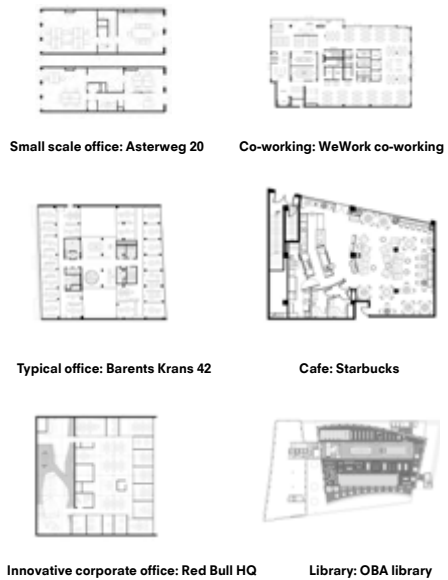 Small scale office: Asterweg 20
Co-working: WeWork co-working
Typical office: Barents Krans 42
Cafe: Starbucks
Innovative corporate office: Red Bull HQ
Library: OBA library